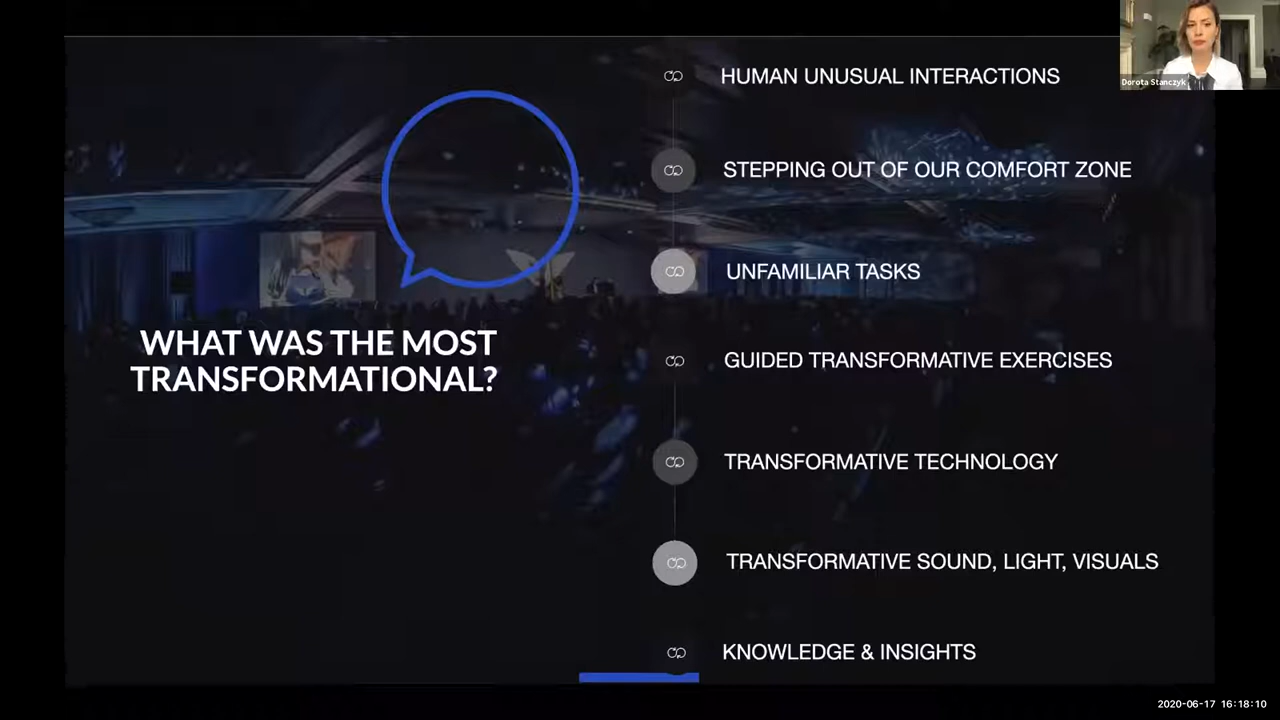 Dorota Stanczyk
WHAT WAS THE MOST
TRANSFORMATIONAL?
HUMAN UNUSUAL INTERACTIONS
STEPPING OUT OF OUR COMFORT ZONE
UNFAMILIAR TASKS
GUIDED TRANSFORMATIVE EXERCISES
TRANSFORMATIVE TECHNOLOGY
TRANSFORMATIVE SOUND, LIGHT, VISUALS
KNOWLEDGE & INSIGHTS
2020-06-17 16:18:10